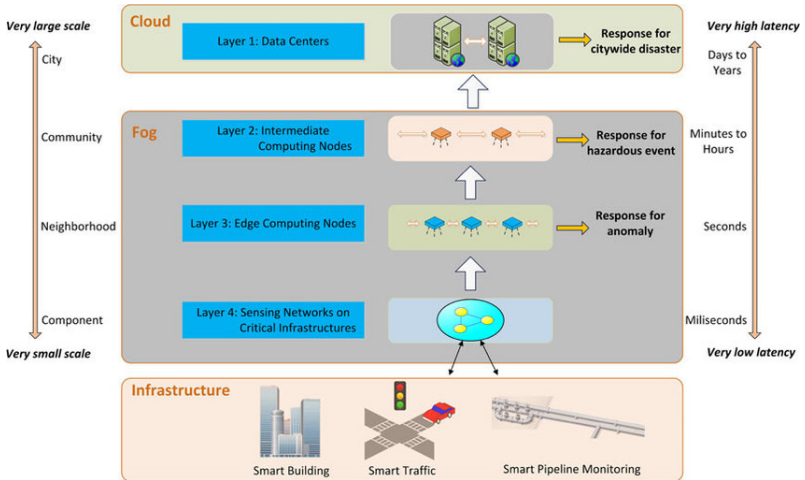 Very large scale
City
Community
Neighborhood
Component
Very small scale
Cloud
Layer 1: Data Centers
Response for
citywide disaster
Fog
Layer 2: Intermediate
Computing Nodes
Response for
hazardous event
Layer 3: Edge Computing Nodes
Response for
anomaly
Layer 4: Sensing Networks on
Critical Infrastructures
Infrastructure
Smart Building
Smart Traffic
Smart Pipeline Monitoring
Very high latency
Days to
Years
Minutes to
Hours
Seconds
Miliseconds
Very low latency